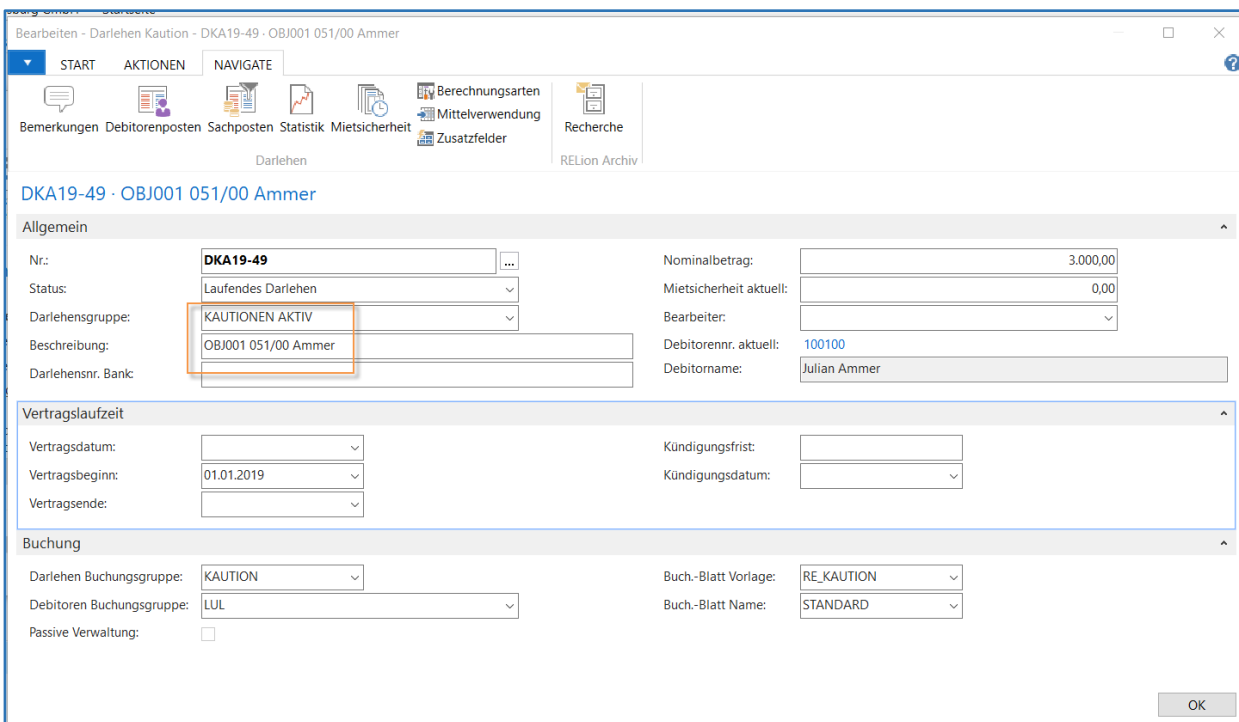 Bearbeiten - Darlehen Kaution - DKA19-49 · OBJ001 051/00 Ammer
START AKTIONEN NAVIGATE
Bemerkungen Debitorenposten Sachposten Statistik Mietsicherheit
Berechnungsarten
Mittelverwendung
Zusatzfelder
Recherche
Darlehen RELion Archiv
DKA19-49 · OBJ001 051/00 Ammer
Allgemein
Nr.: DKA19-49 ...
Status: Laufendes Darlehen
Darlehensgruppe: KAUTIONEN AKTIV
Beschreibung: OBJ001 051/00 Ammer
Darlehensnr. Bank:
Nominalbetrag: 3.000,00
Mietsicherheit aktuell: 0,00
Bearbeiter:
Debitorennr. aktuell: 100100
Debitorname: Julian Ammer
Vertragslaufzeit
Vertragsdatum:
Vertragsbeginn: 01.01.2019
Vertragsende:
Kündigungsfrist:
Kündigungsdatum:
Buchung
Darlehen Buchungsgruppe: KAUTION
Debitoren Buchungsgruppe: LUL
Passive Verwaltung:
Buch.-Blatt Vorlage: RE_KAUTION
Buch.-Blatt Name: STANDARD
OK